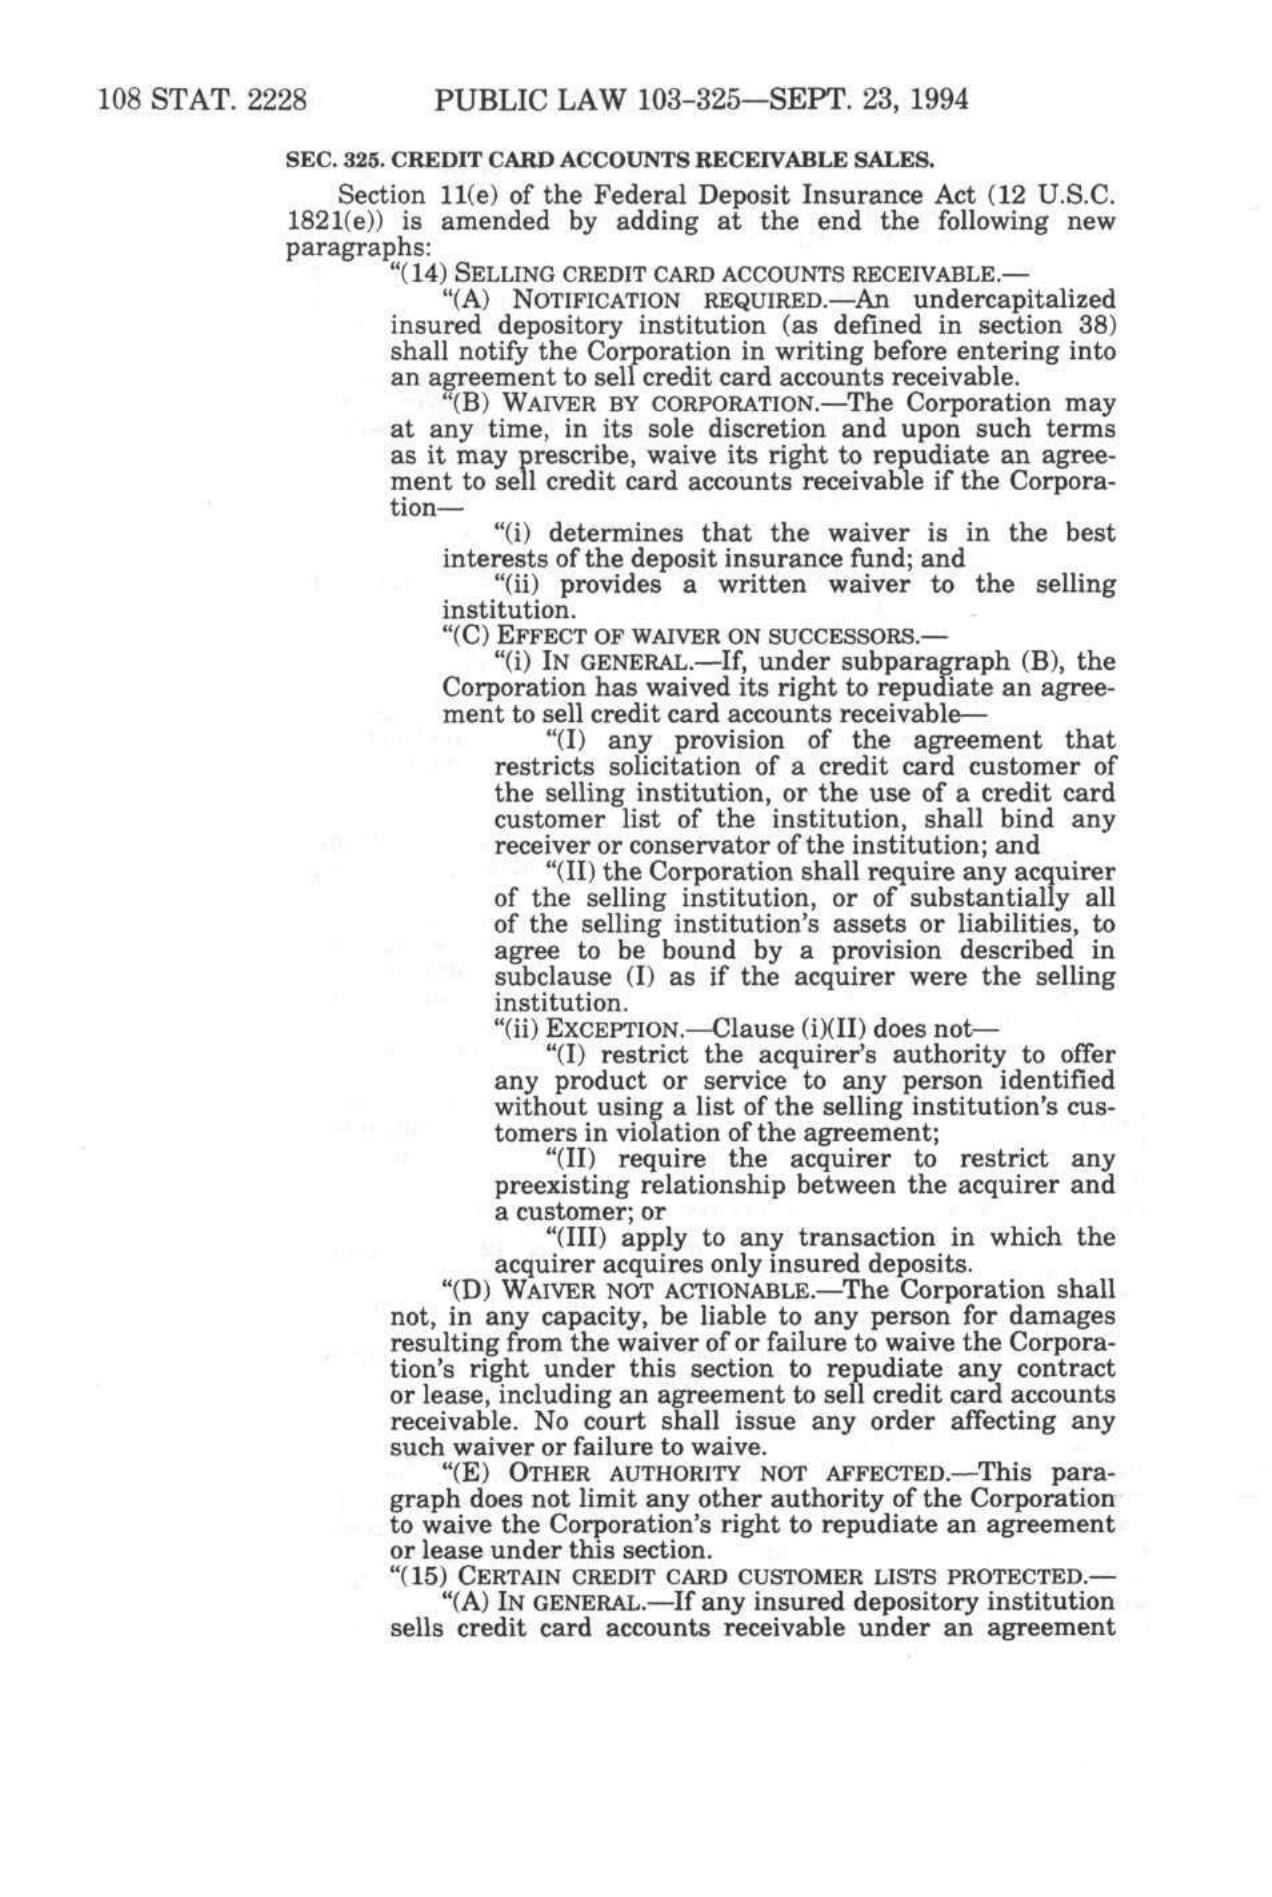 108 STAT. 2228 PUBLIC LAW 103–325—SEPT. 23, 1994
SEC. 325. CREDIT CARD ACCOUNTS RECEIVABLE SALES.
Section 11(e) of the Federal Deposit Insurance Act (12 U.S.C.
1821(e)) is amended by adding at the end the following new
paragraphs:
“(14) SELLING CREDIT CARD ACCOUNTS RECEIVABLE.—
“(A) NOTIFICATION REQUIRED.—An undercapitalized
insured depository institution (as defined in section 38)
shall notify the Corporation in writing before entering into
an agreement to sell credit card accounts receivable.
“(B) WAIVER BY CORPORATION.—The Corporation may
at any time, in its sole discretion and upon such terms
as it may prescribe, waive its right to repudiate an agree-
ment to sell credit card accounts receivable if the Corpora-
tion—
“(i) determines that the waiver is in the best
interests of the deposit insurance fund; and
“(ii) provides a written waiver to the selling
institution.
“(C) EFFECT OF WAIVER ON SUCCESSORS.—
“(i) IN GENERAL.—If, under subparagraph (B), the
Corporation has waived its right to repudiate an agree-
ment to sell credit card accounts receivable—
“(I) any provision of the agreement that
restricts solicitation of a credit card customer of
the selling institution, or the use of a credit card
customer list of the institution, shall bind any
receiver or conservator of the institution; and
“(II) the Corporation shall require any acquirer
of the selling institution, or of substantially all
of the selling institution's assets or liabilities, to
agree to be bound by a provision described in
subclause (I) as if the acquirer were the selling
institution.
“(ii) EXCEPTION.—Clause (i)(II) does not—
“(I) restrict the acquirer's authority to offer
any product or service to any person identified
without using a list of the selling institution's cus-
tomers in violation of the agreement;
“(II) require the acquirer to restrict any
preexisting relationship between the acquirer and
a customer; or
“(III) apply to any transaction in which the
acquirer acquires only insured deposits.
“(D) WAIVER NOT ACTIONABLE.—The Corporation shall
not, in any capacity, be liable to any person for damages
resulting from the waiver of or failure to waive the Corpora-
tion's right under this section to repudiate any contract
or lease, including an agreement to sell credit card accounts
receivable. No court shall issue any order affecting any
such waiver or failure to waive.
“(E) OTHER AUTHORITY NOT AFFECTED.—This para-
graph does not limit any other authority of the Corporation
to waive the Corporation's right to repudiate an agreement
or lease under this section.
“(15) CERTAIN CREDIT CARD CUSTOMER LISTS PROTECTED.—
“(A) IN GENERAL.—If any insured depository institution
sells credit card accounts receivable under an agreement